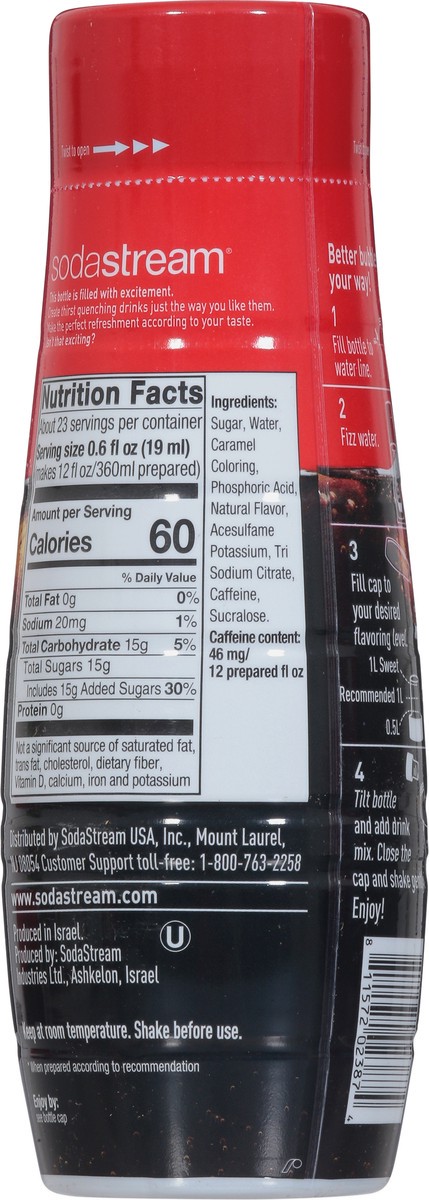 Twist to open
sodastream®
This bottle is filled with excitement.
Create thirst quenching drinks just the way you like them.
Make the perfect refreshment according to your taste.
Isn't that exciting?
Nutrition Facts
About 23 servings per container
Serving size 0.6 fl oz (19 ml)
(makes 12 fl oz/360ml prepared)
Amount per Serving
Calories 60
% Daily Value
Total Fat 0g 0%
Sodium 20mg 1%
Total Carbohydrate 15g 5%
Total Sugars 15g
Includes 15g Added Sugars 30%
Protein 0g
Not a significant source of saturated fat,
trans fat, cholesterol, dietary fiber,
Vitamin D, calcium, iron and potassium
Ingredients:
Sugar, Water,
Caramel
Coloring,
Phosphoric Acid,
Natural Flavor,
Acesulfame
Potassium, Tri
Sodium Citrate,
Caffeine,
Sucralose.
Caffeine content:
46 mg/
12 prepared fl oz
Distributed by SodaStream USA, Inc., Mount Laurel,
NJ 18054 Customer Support toll-free: 1-800-763-2258
www.sodastream.com
Produced in Israel.
Produced by: SodaStream
Industries Ltd., Ashkelon, Israel
U
Keep at room temperature. Shake before use.
*When prepared according to recommendation
Enjoy by:
see bottle cap
Better bubbles
your way!
1
Fill bottle to
water line.
2
Fizz water.
3
Fill cap to
your desired
flavoring level.
1L Sweet
Recommended 1L
0.5L
4
Tilt bottle
and add drink
mix. Close the
cap and shake
Enjoy!
8 11572 02387 4